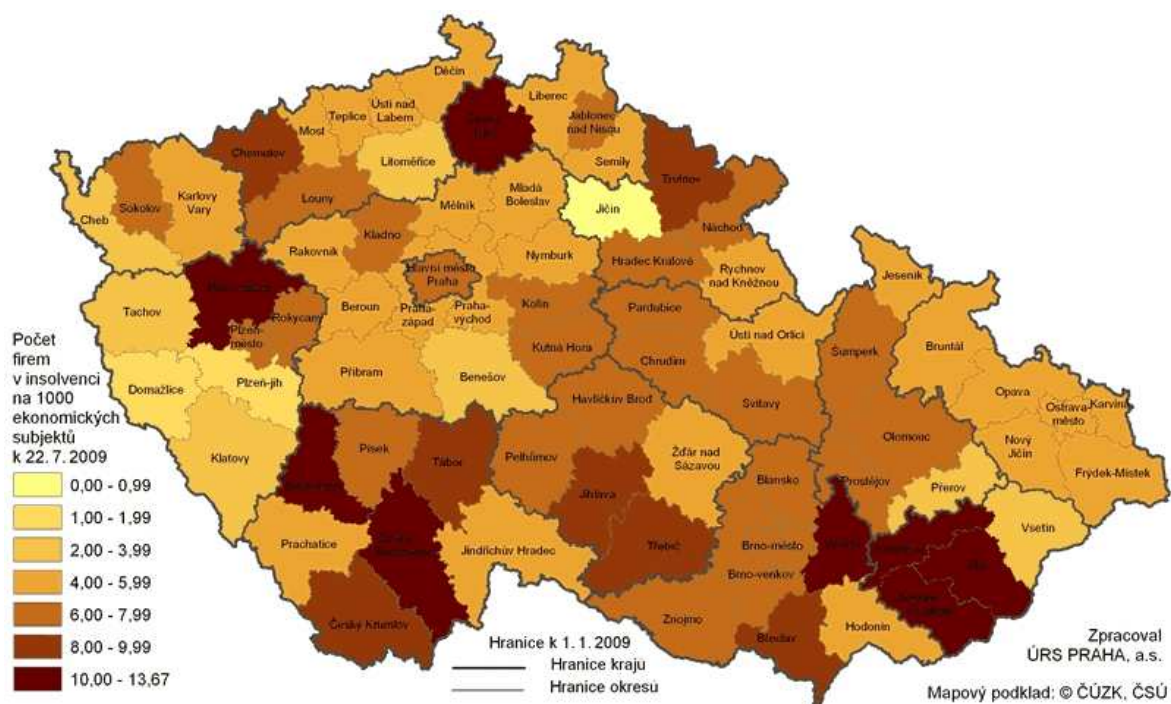 Děčín
Liberec
Ústí nad
Labem
Teplice
Most
Jablonec
nad Nisou
Chomutov
Litoměřice
Semily
Trutnov
Karlovy
Vary
Sokolov
Cheb
Louny
Mělník
Mladá
Boleslav
Jičín
Náchod
Kladno
Rakovník
Nymburk
Hradec Králové
Rychnov
nad Kněžnou
Jeseník
Hlavní město
Praha
Tachov
Rokycany
Beroun
Praha-
západ
Praha-
východ
Kolín
Pardubice
Plzeň-
město
Ústí nad Orlicí
Šumperk
Bruntál
Kutná Hora
Chrudim
Domažlice
Plzeň-jih
Příbram
Benešov
Opava
Karviná
Ostrava-
město
Havlíčkův Brod
Svitavy
Olomouc
Nový
Jičín
Klatovy
Písek
Tábor
Pelhřimov
Žďár nad
Sázavou
Frýdek-Místek
Blansko
Prostějov
Přerov
Jihlava
Vsetín
Prachatice
Jindřichův Hradec
Třebíč
Brno-město
Brno-venkov
Český Krumlov
Znojmo
Břeclav
Hodonín
Počet
firem
v insolvenci
na 1000
ekonomických
subjektů
k 22. 7. 2009
0,00 - 0,99
1,00 - 1,99
2,00 - 3,99
4,00 - 5,99
6,00 - 7,99
8,00 - 9,99
10,00 - 13,67
Hranice k 1. 1. 2009
Hranice kraju
Hranice okresú
Zpracoval
ÚRS PRAHA, a.s.
Mapový podklad: © ČÚZK, ČSÚ